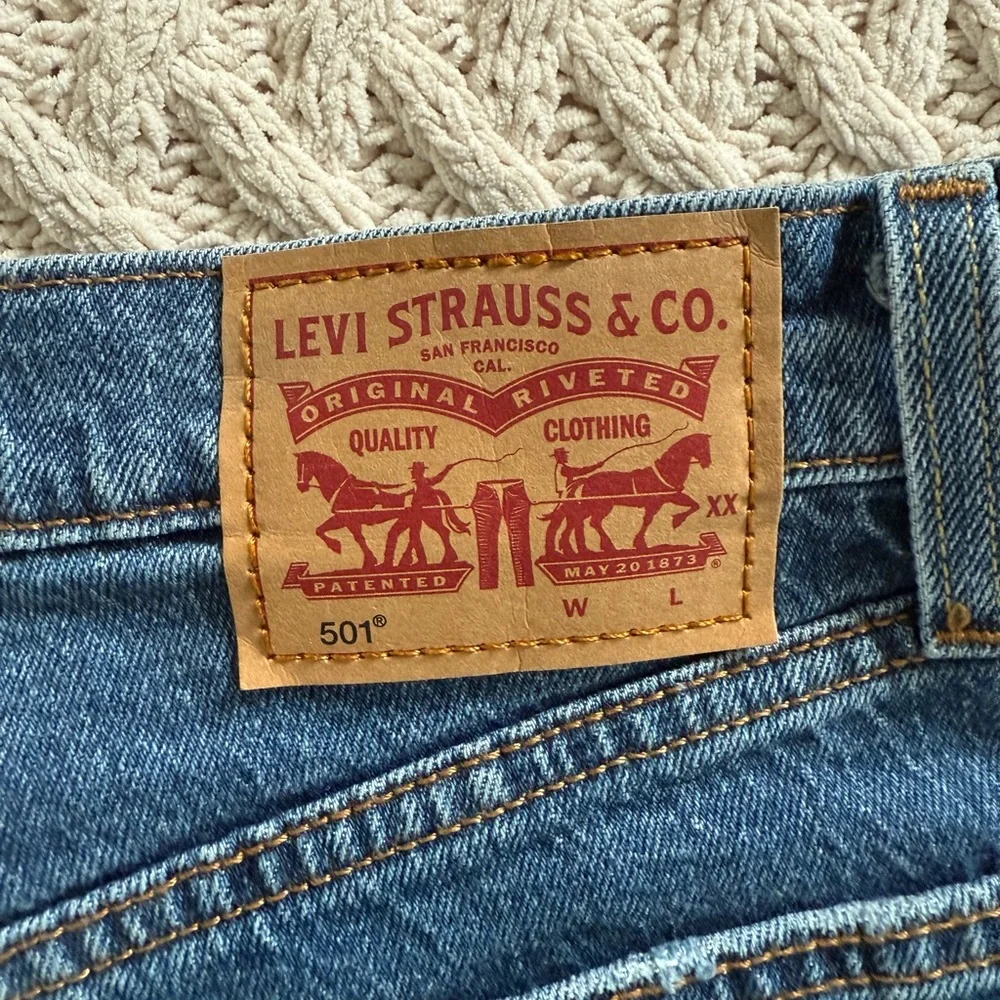 LEVI STRAUSS & CO.
SAN FRANCISCO
CAL.
ORIGINAL RIVETED
QUALITY CLOTHING
XX
PATENTED MAY 20 1873 ®
W L
501®